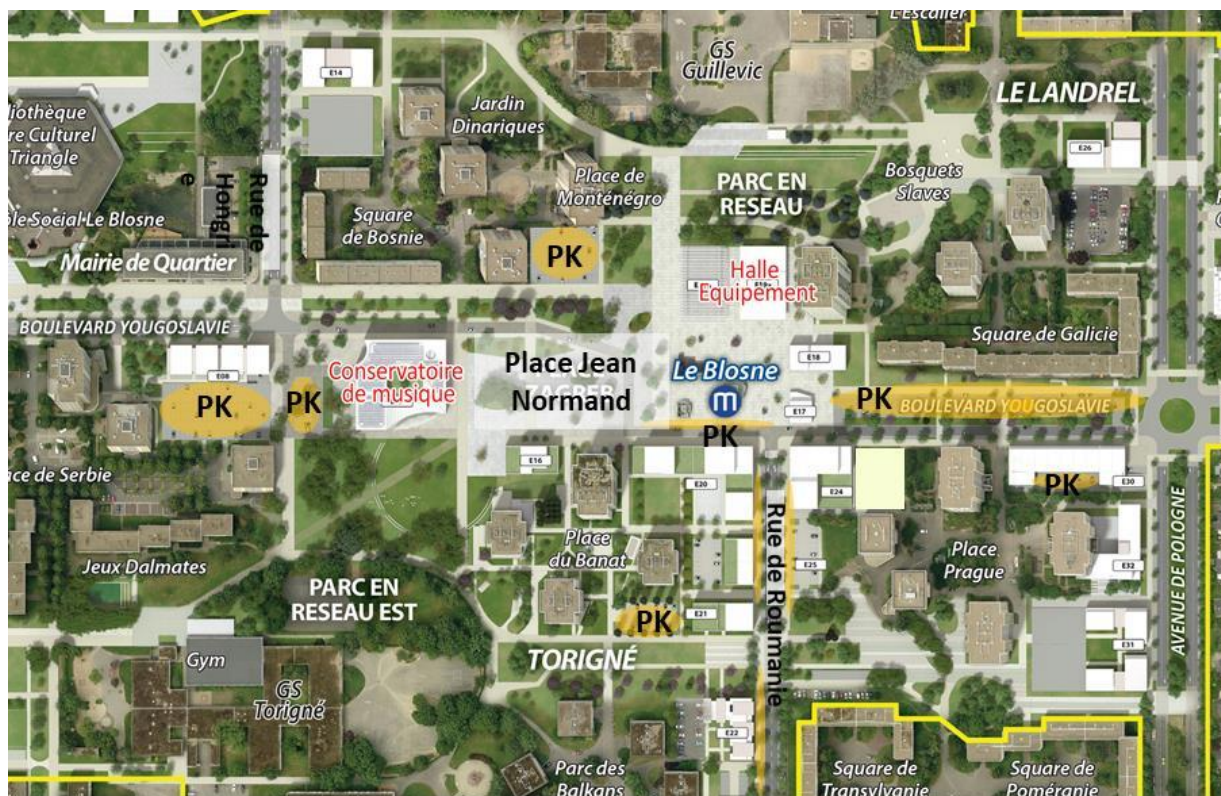 L'Escalier
GS
Guillevic
LE LANDREL
E14
Jardin
Dinariques
E26
bliothèque
re Culturel
Triangle
Place de
Monténégro
PARC EN
RESEAU
Bosquets
Slaves
Rue de
Hongri
e
ôle Social Le Blosne
Square
de Bosnie
Mairie de Quartier
PK
Halle
Equipement
BOULEVARD YOUGOSLAVIE
Square de Galicie
E08
Conservatoire
de musique
Place Jean
Normand
ZAGREB
Le Blosne
m
E18
E17
PK
PK
PK
PK
BOULEVARD YOUGOSLAVIE
E16
E20
E24
PK
E30
ace de Serbie
Place
du Banat
Rue de Roumanie
E25
Place
Prague
E32
AVENUE DE POLOGNE
Jeux Dalmates
PARC EN
RESEAU EST
PK
E21
E31
Gym
TORIGNÉ
GS
Torigné
E22
Parc des
Balkans
Square de
Transylvanie
Square de
Poméranie